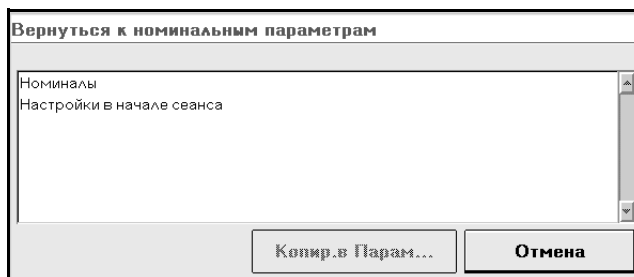 Вернуться к номинальным параметрам
Номиналы
Настройки в начале сеанса
Копир.в Парам...
Отмена